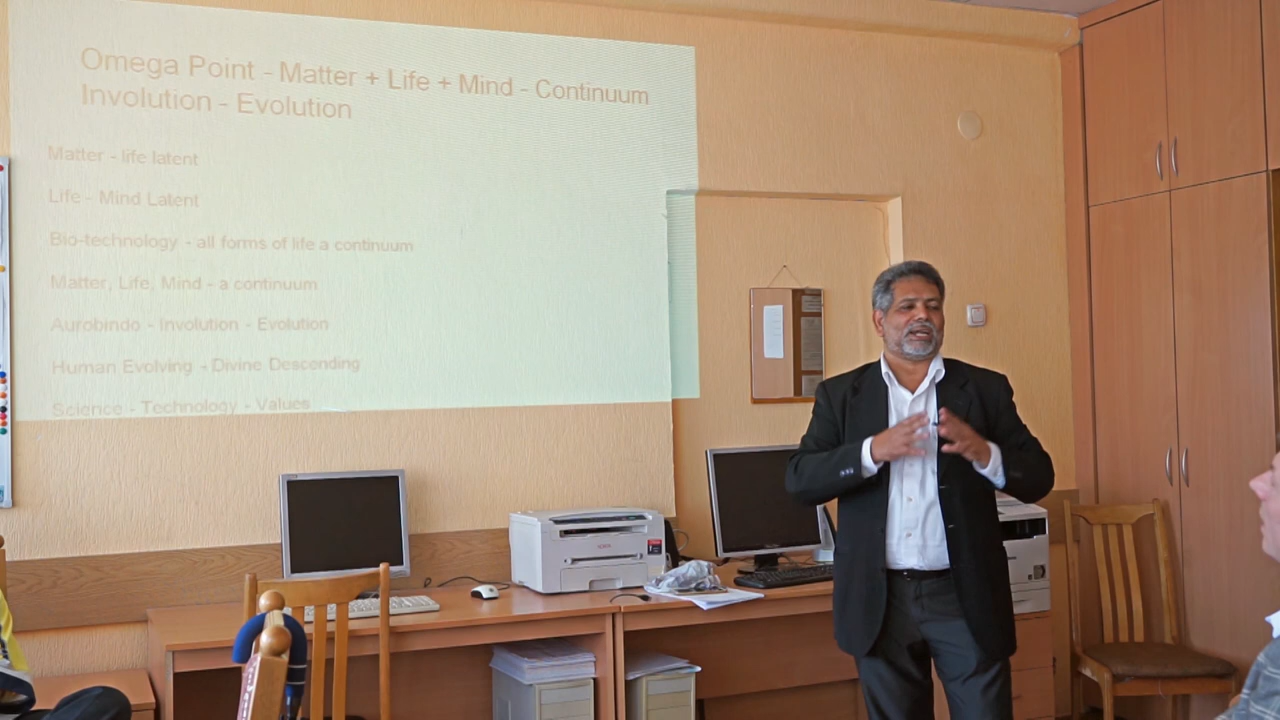 Omega Point - Matter + Life + Mind - Continuum
Involution - Evolution
Matter - life latent
Life - Mind Latent
Bio-technology - all forms of life a continuum
Matter, Life, Mind - a continuum
Aurobindo - Involution - Evolution
Human Evolving - Divine Descending
Science - Technology - Values